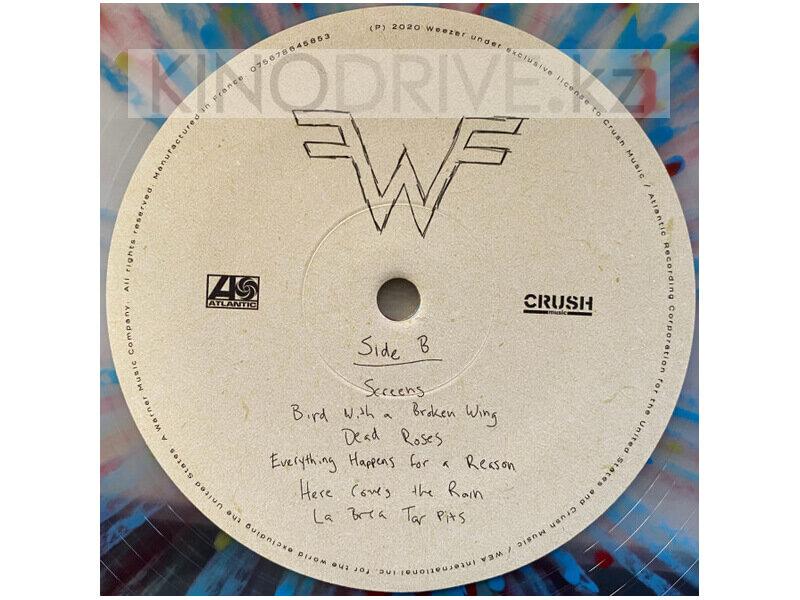 KINODRIVE.KZ
Manufactured in France. 075678645853
(P) 2020 Weezer under exclusive license to Crush Music / Atlantic Recording Corporation for the United States and Crush Music / WEA International Inc. for the world excluding the United States. A Warner Music Company. All rights reserved.
W
ATLANTIC
CRUSH
music
Side B
Screens
Bird With a Broken Wing
Dead Roses
Everything Happens for a Reason
Here Comes the Rain
La Brea Tar Pits